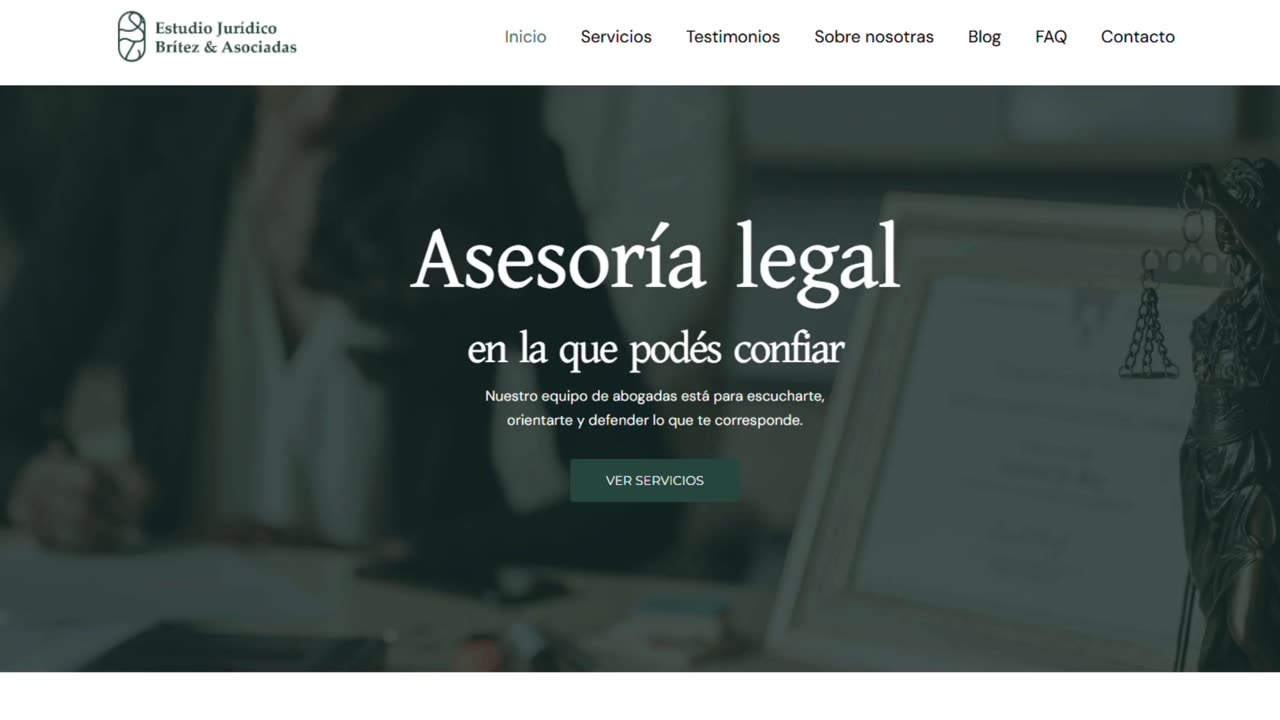 Estudio Jurídico
Brítez & Asociadas
Inicio Servicios Testimonios Sobre nosotras Blog FAQ Contacto
Asesoría legal
en la que podés confiar
Nuestro equipo de abogadas está para escucharte,
orientarte y defender lo que te corresponde.
VER SERVICIOS